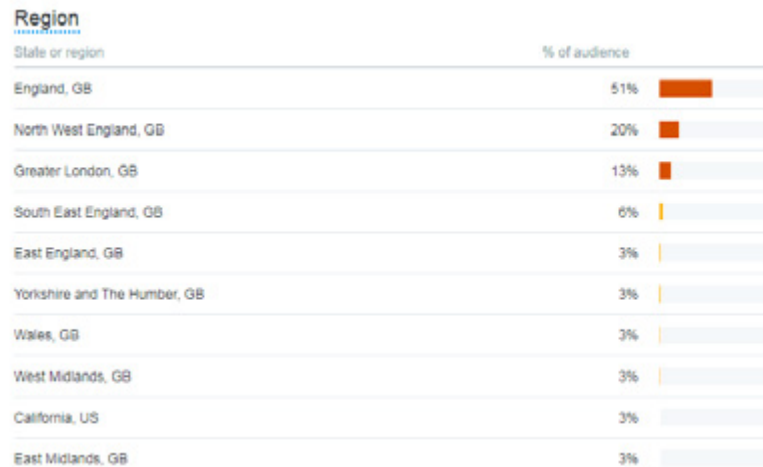 Region
State or region % of audience
England, GB 51%
North West England, GB 20%
Greater London, GB 13%
South East England, GB 6%
East England, GB 3%
Yorkshire and The Humber, GB 3%
Wales, GB 3%
West Midlands, GB 3%
California, US 3%
East Midlands, GB 3%